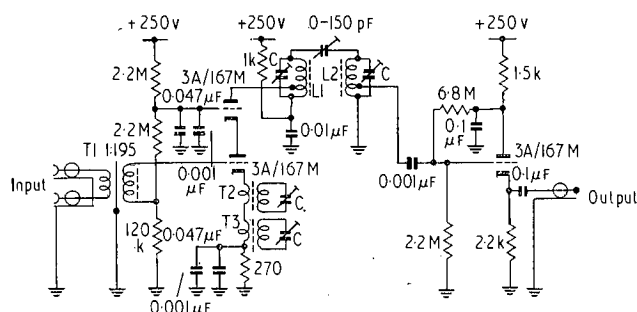 +250v
+250v
0-150 pF
+250v
2·2M
1k
C
3A/167M
L1
L2
C
1·5k
6·8M
0·047µF
0·01µF
0·1
µF
2·2M
0·001
µF
3A/167M
T1 1:195
3A/167M
0·001µF
0·1µF
Input
T2
C
Output
T3
C
120
k
0·047µF
270
2·2M
2·2k
0·001µF